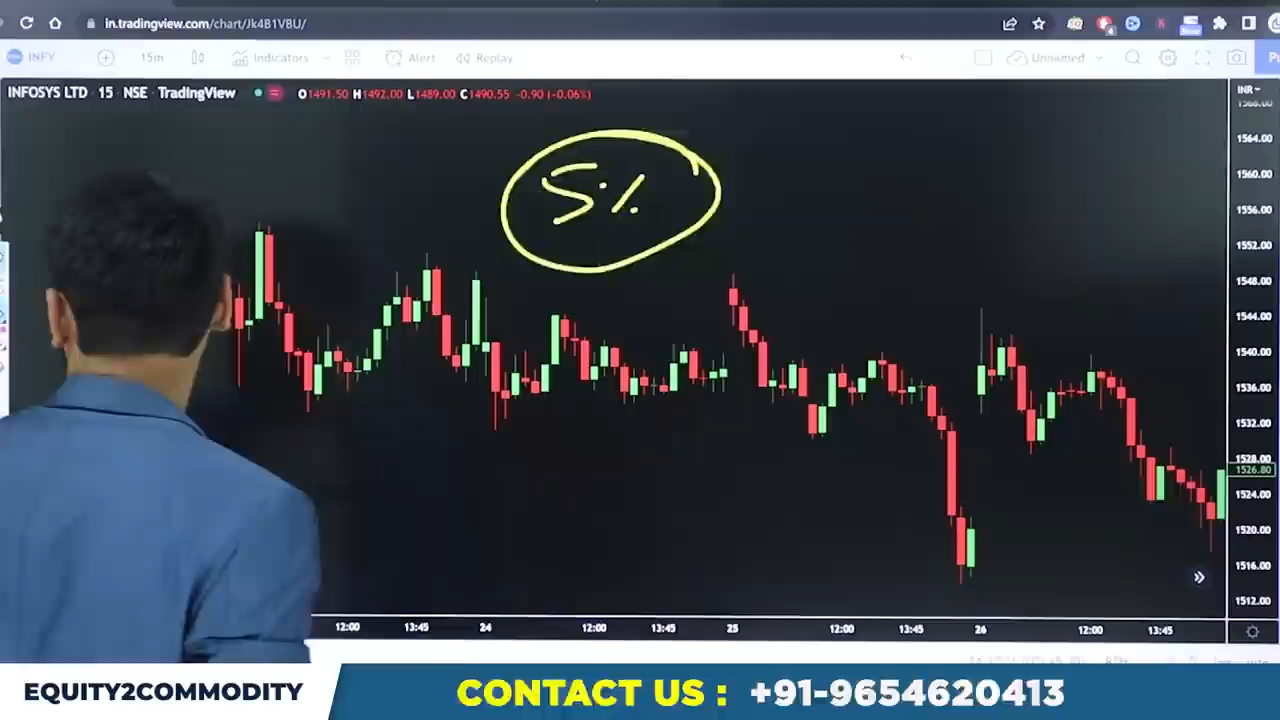 in.tradingview.com/chart/Jk4B1VBU/
INFY 15m Indicators Alert Replay Unnamed
INFOSYS LTD 15 NSE TradingView O1491.50 H1492.00 L1489.00 C1490.55 -0.90 (-0.06%)
INR
1568.00
1564.00
1560.00
1556.00
1552.00
1548.00
1544.00
1540.00
1536.00
1532.00
1528.00
1526.80
1524.00
1520.00
1516.00
1512.00
5%
12:00 13:45 24 12:00 13:45 25 12:00 13:45 26 12:00 13:45
EQUITY2COMMODITY
CONTACT US : +91-9654620413